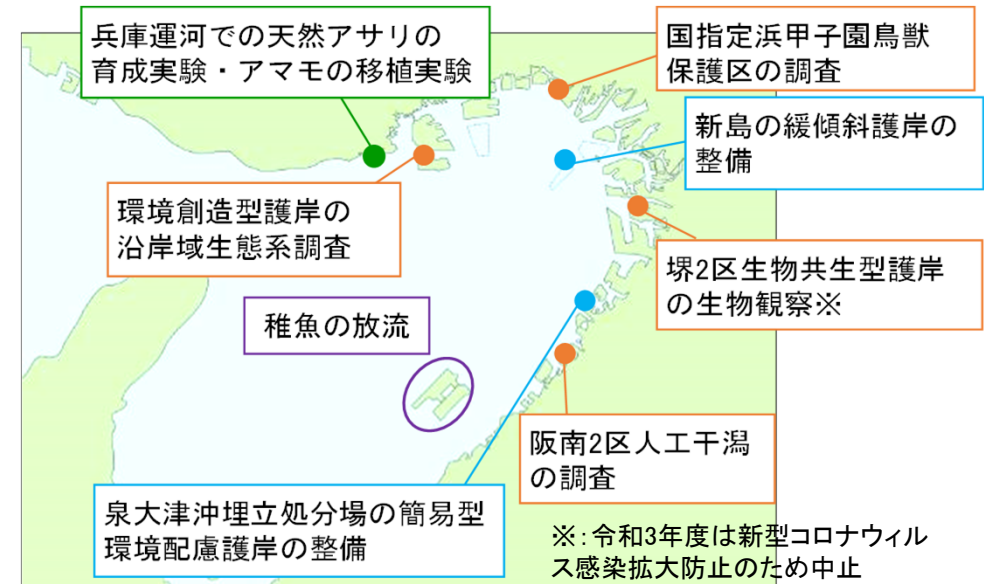 兵庫運河での天然アサリの
育成実験・アマモの移植実験
国指定浜甲子園鳥獣
保護区の調査
新島の緩傾斜護岸の
整備
環境創造型護岸の
沿岸域生態系調査
堺2区生物共生型護岸
の生物観察※
稚魚の放流
阪南2区人工干潟
の調査
泉大津沖埋立処分場の簡易型
環境配慮護岸の整備
※：令和3年度は新型コロナウィル
ス感染拡大防止のため中止